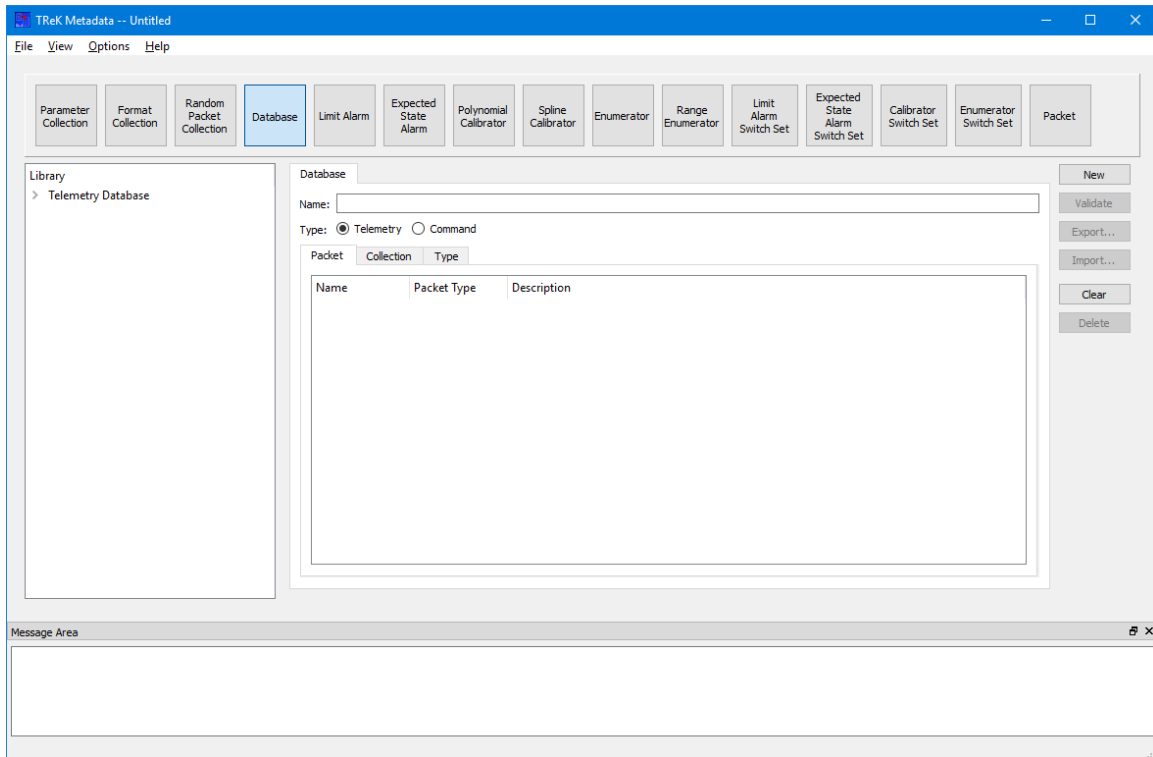 TReK Metadata -- Untitled
File View Options Help
Parameter Collection
Format Collection
Random Packet Collection
Database
Limit Alarm
Expected State Alarm
Polynomial Calibrator
Spline Calibrator
Enumerator
Range Enumerator
Limit Alarm Switch Set
Expected State Alarm Switch Set
Calibrator Switch Set
Enumerator Switch Set
Packet
Library
Telemetry Database
Database
Name:
Type: Telemetry Command
Packet Collection Type
Name Packet Type Description
New
Validate
Export...
Import...
Clear
Delete
Message Area